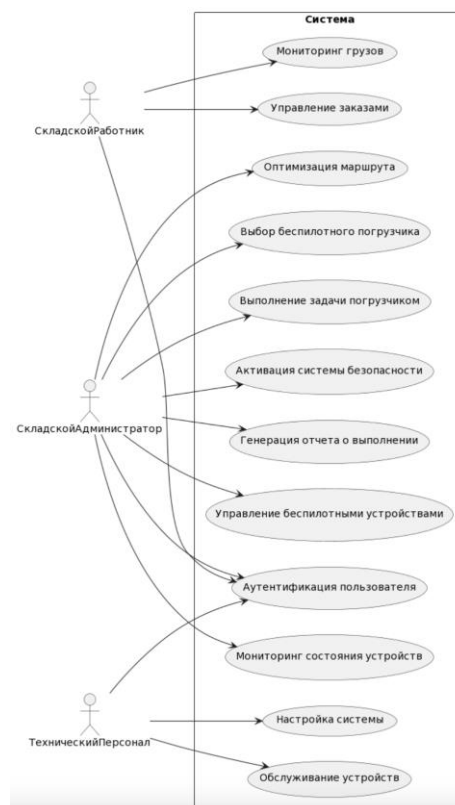 Система
Мониторинг грузов
СкладскойРаботник
Управление заказами
Оптимизация маршрута
Выбор беспилотного погрузчика
Выполнение задачи погрузчиком
Активация системы безопасности
СкладскойАдминистратор
Генерация отчета о выполнении
Управление беспилотными устройствами
Аутентификация пользователя
Мониторинг состояния устройств
Настройка системы
ТехническийПерсонал
Обслуживание устройств